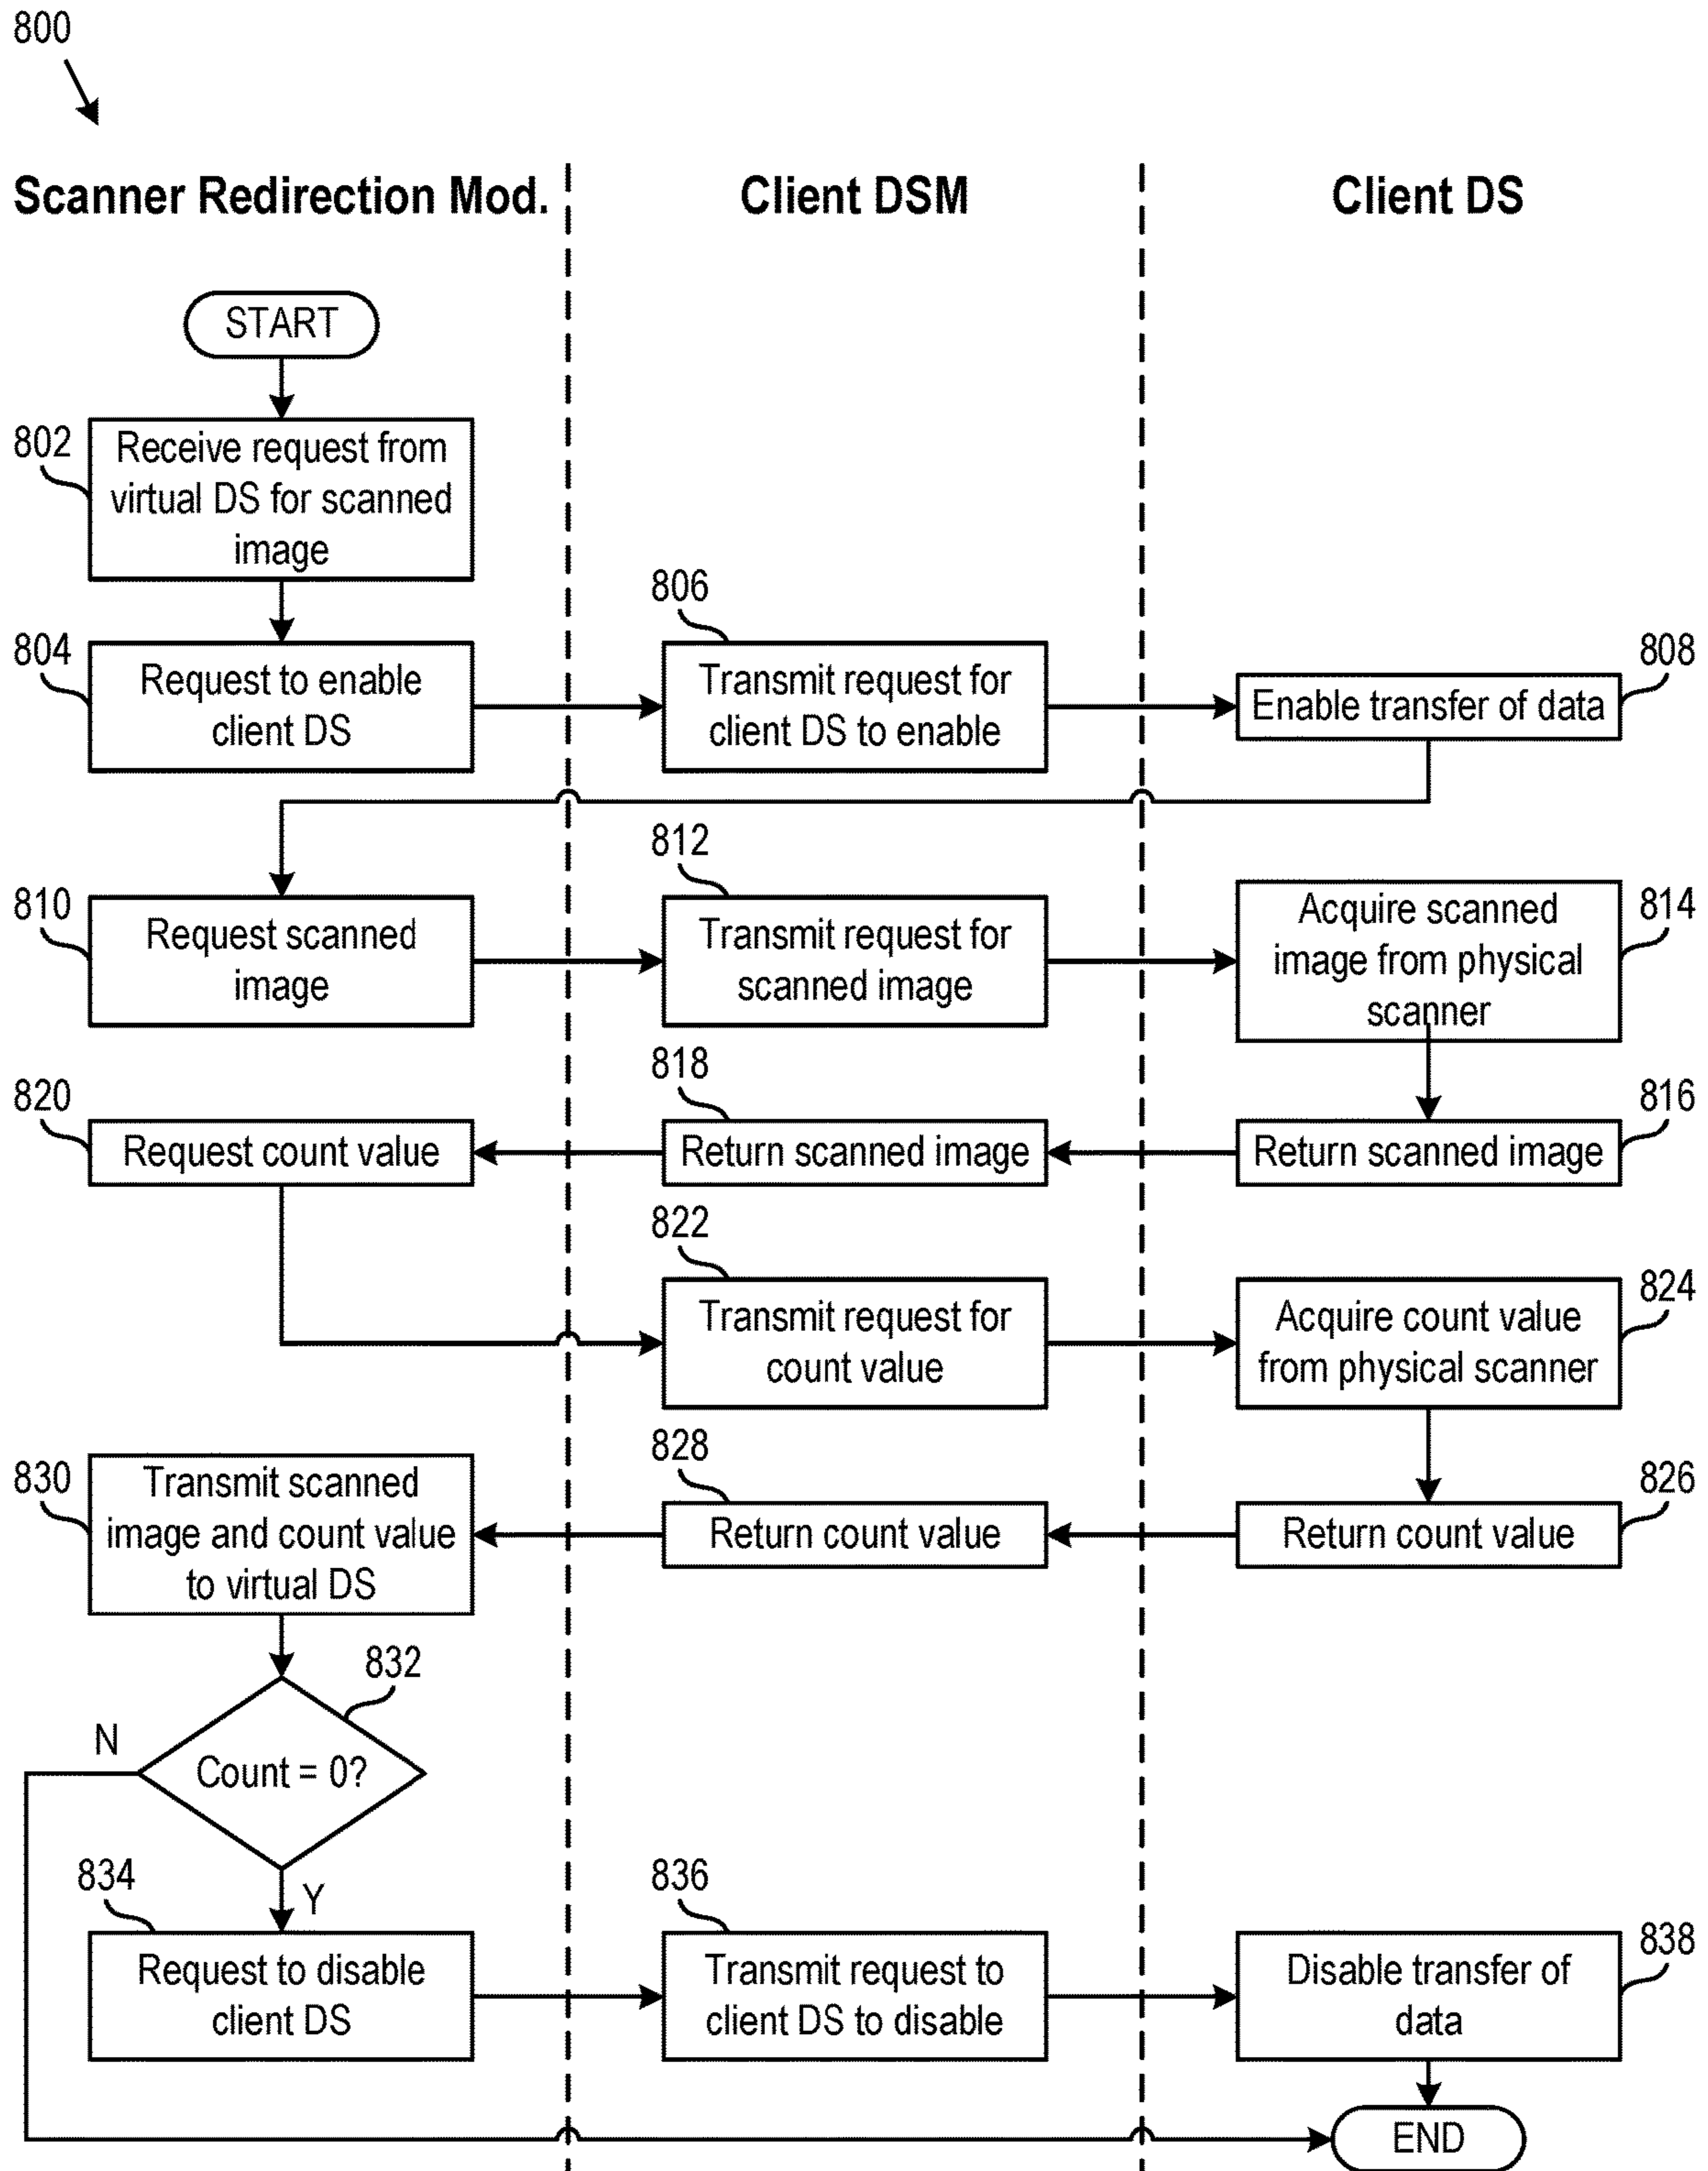 800
Scanner Redirection Mod.
Client DSM
Client DS
START
802
Receive request from
virtual DS for scanned
image
804
Request to enable
client DS
806
Transmit request for
client DS to enable
808
Enable transfer of data
810
Request scanned
image
812
Transmit request for
scanned image
814
Acquire scanned
image from physical
scanner
816
Return scanned image
818
Return scanned image
820
Request count value
822
Transmit request for
count value
824
Acquire count value
from physical scanner
826
Return count value
828
Return count value
830
Transmit scanned
image and count value
to virtual DS
832
Count = 0?
N
Y
834
Request to disable
client DS
836
Transmit request to
client DS to disable
838
Disable transfer of
data
END